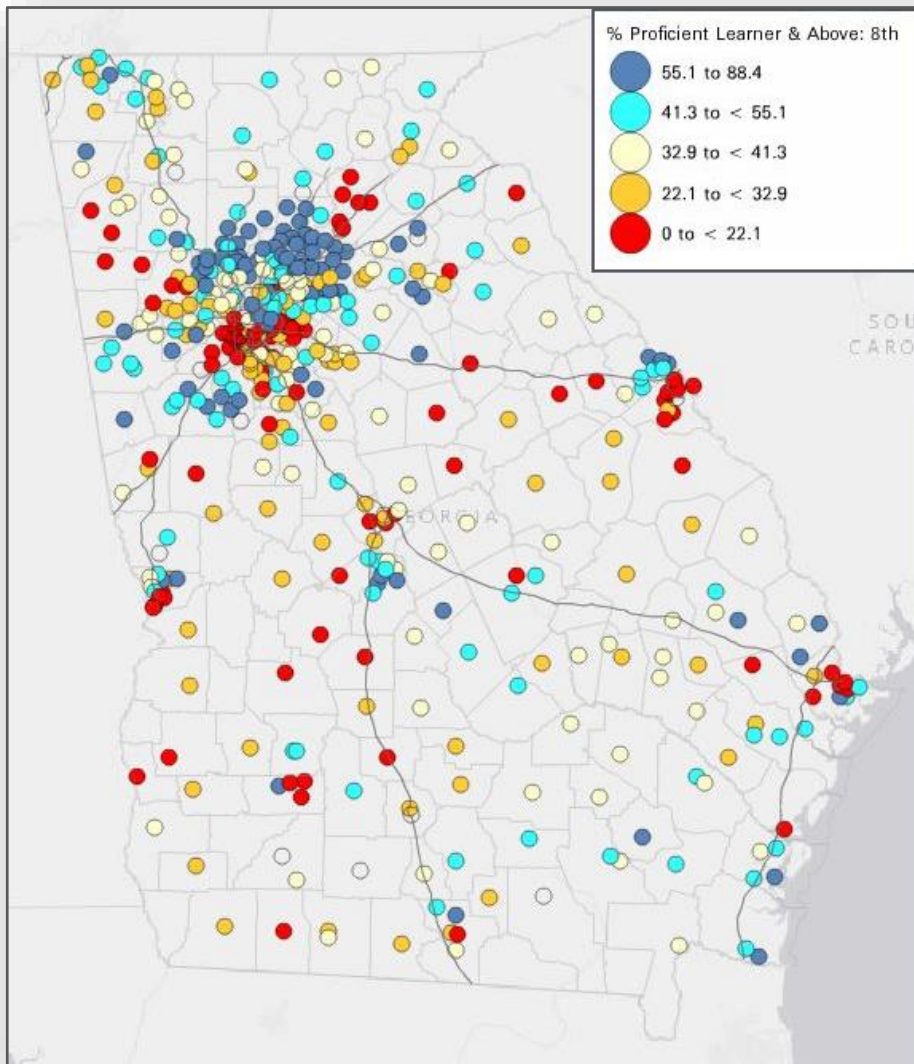 % Proficient Learner & Above: 8th
55.1 to 88.4
41.3 to < 55.1
32.9 to < 41.3
22.1 to < 32.9
0 to < 22.1
SOU
CARO
EORGIA